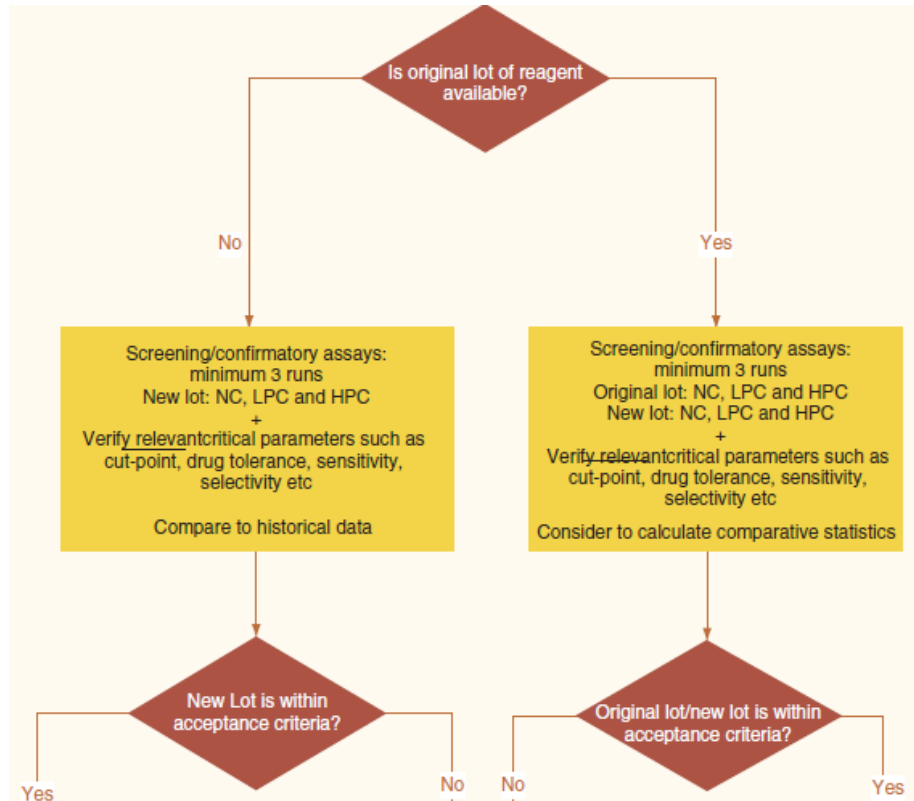 Is original lot of reagent
available?
No
Yes
Screening/confirmatory assays:
minimum 3 runs
New lot: NC, LPC and HPC
+
Verify relevantcritical parameters such as
cut-point, drug tolerance, sensitivity,
selectivity etc
Compare to historical data
Screening/confirmatory assays:
minimum 3 runs
Original lot: NC, LPC and HPC
New lot: NC, LPC and HPC
+
Verify relevantcritical parameters such as
cut-point, drug tolerance, sensitivity,
selectivity etc
Consider to calculate comparative statistics
New Lot is within
acceptance criteria?
Yes
No
Original lot/new lot is within
acceptance criteria?
No
Yes